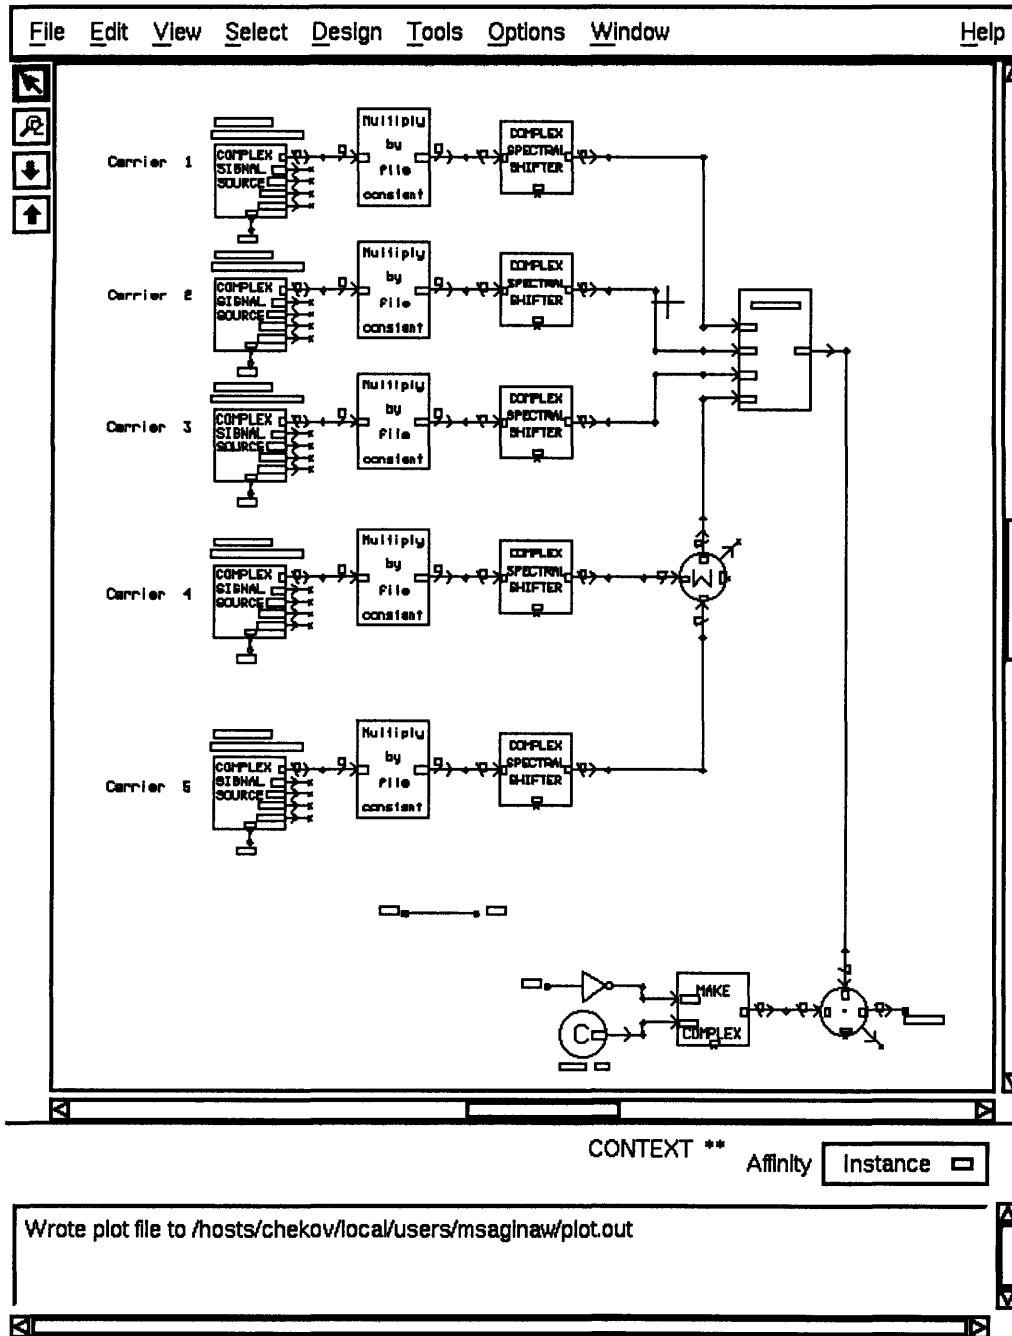 File Edit View Select Design Tools Options Window Help
Carrier 1
COMPLEX
SIGNAL
SOURCE
Multiply
by
file
constant
COMPLEX
SPECTRAL
SHIFTER
Carrier 2
COMPLEX
SIGNAL
SOURCE
Multiply
by
file
constant
COMPLEX
SPECTRAL
SHIFTER
Carrier 3
COMPLEX
SIGNAL
SOURCE
Multiply
by
file
constant
COMPLEX
SPECTRAL
SHIFTER
Carrier 4
COMPLEX
SIGNAL
SOURCE
Multiply
by
file
constant
COMPLEX
SPECTRAL
SHIFTER
Σ
Carrier 5
COMPLEX
SIGNAL
SOURCE
Multiply
by
file
constant
COMPLEX
SPECTRAL
SHIFTER
MAKE
COMPLEX
C
CONTEXT **
Affinity Instance
Wrote plot file to /hosts/chekov/local/users/msaginaw/plot.out